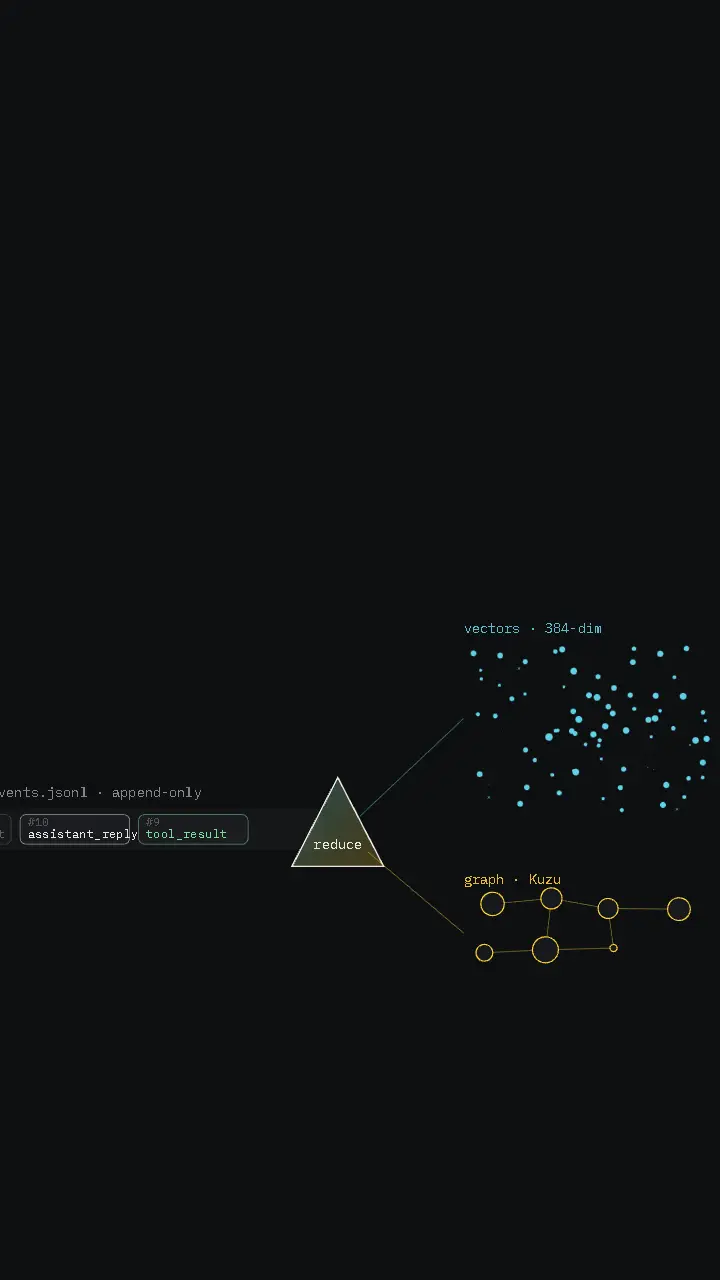 vectors · 384-dim
vents.jsonl · append-only
t
#10
assistant_reply
#9
tool_result
reduce
graph · Kuzu